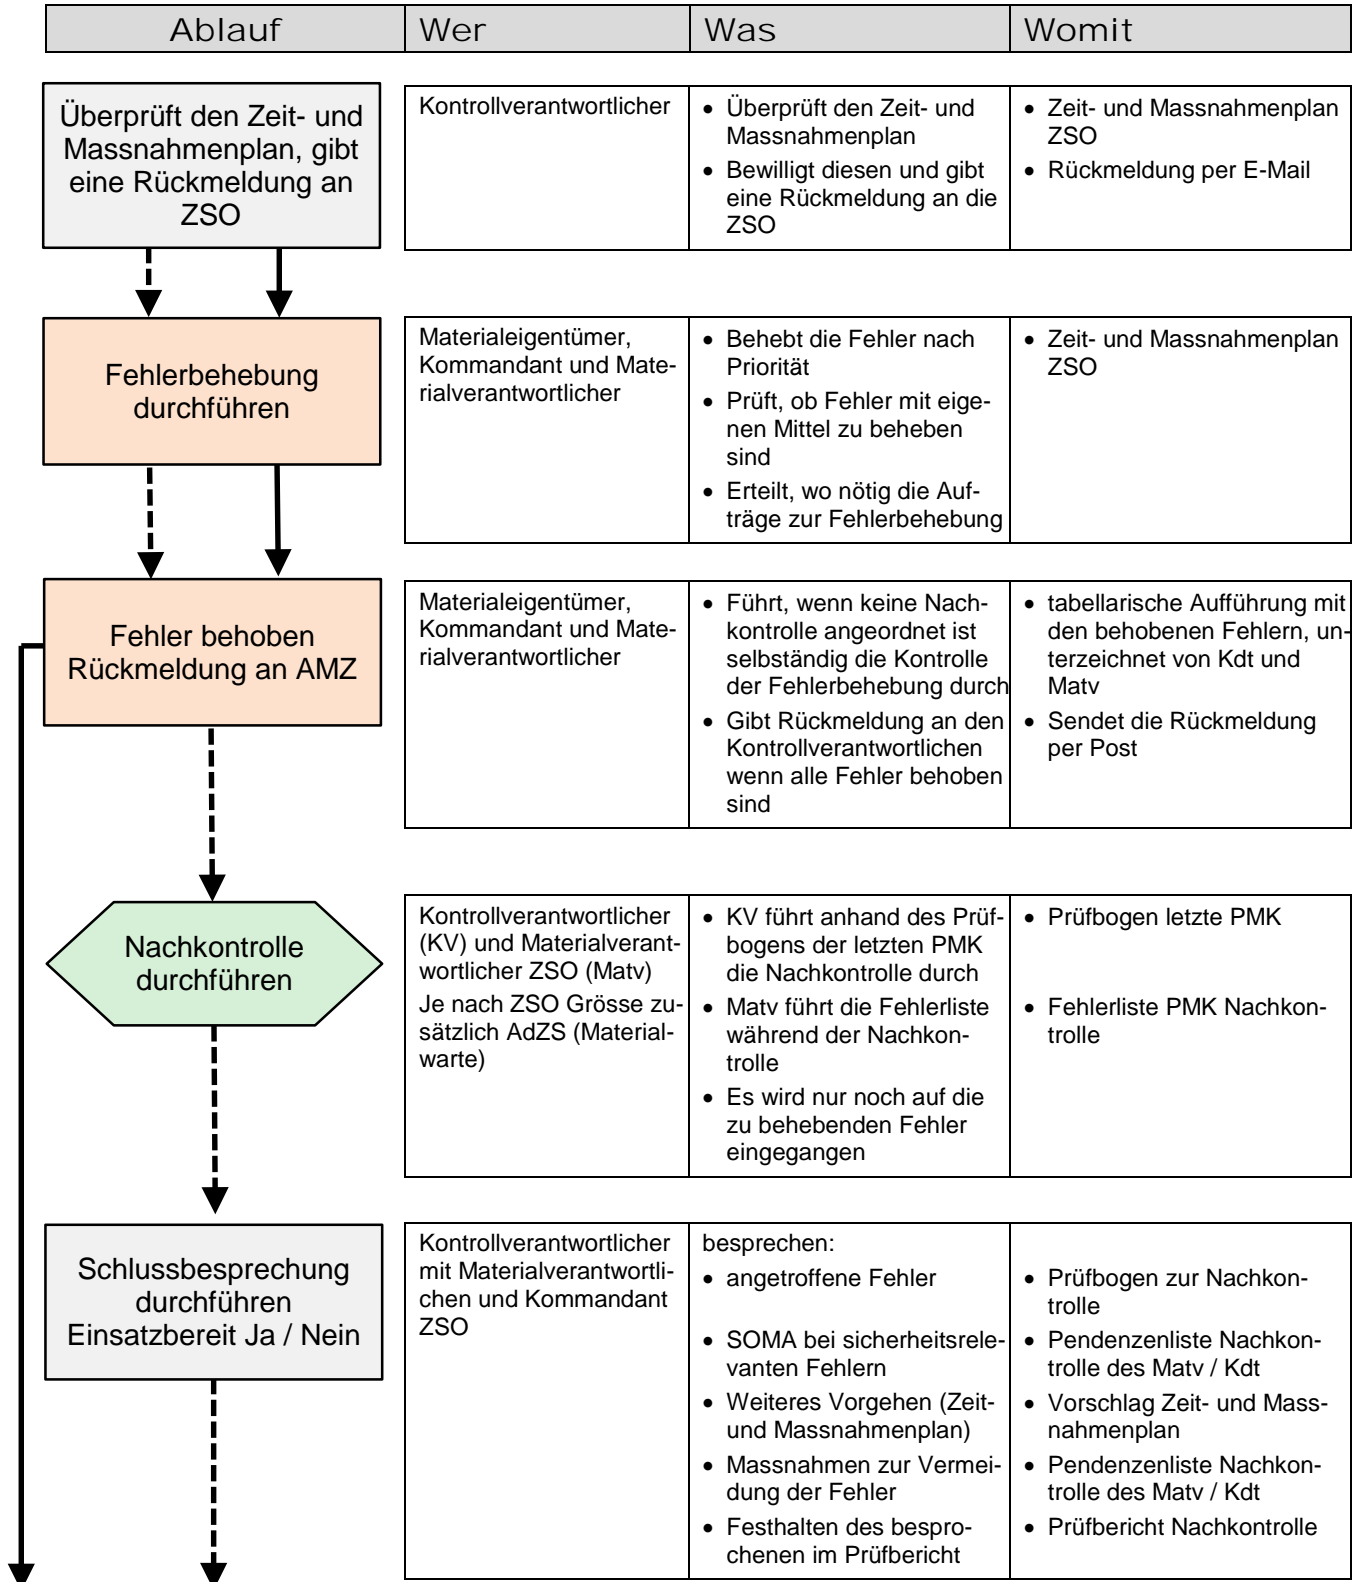 Ablauf
Wer
Was
Womit
Überprüft den Zeit- und
Massnahmenplan, gibt
eine Rückmeldung an
ZSO
Kontrollverantwortlicher
• Überprüft den Zeit- und
Massnahmenplan
• Bewilligt diesen und gibt
eine Rückmeldung an die
ZSO
• Zeit- und Massnahmenplan
ZSO
• Rückmeldung per E-Mail
Fehlerbehebung
durchführen
Materialeigentümer,
Kommandant und Mate-
rialverantwortlicher
• Behebt die Fehler nach
Priorität
• Prüft, ob Fehler mit eige-
nen Mittel zu beheben
sind
• Erteilt, wo nötig die Auf-
träge zur Fehlerbehebung
• Zeit- und Massnahmenplan
ZSO
Fehler behoben
Rückmeldung an AMZ
Materialeigentümer,
Kommandant und Mate-
rialverantwortlicher
• Führt, wenn keine Nach-
kontrolle angeordnet ist
selbständig die Kontrolle
der Fehlerbehebung durch
• Gibt Rückmeldung an den
Kontrollverantwortlichen
wenn alle Fehler behoben
sind
• tabellarische Aufführung mit
den behobenen Fehlern, un-
terzeichnet von Kdt und
Matv
• Sendet die Rückmeldung
per Post
Nachkontrolle
durchführen
Kontrollverantwortlicher
(KV) und Materialverant-
wortlicher ZSO (Matv)
Je nach ZSO Grösse zu-
sätzlich AdZS (Material-
warte)
• KV führt anhand des Prüf-
bogens der letzten PMK
die Nachkontrolle durch
• Matv führt die Fehlerliste
während der Nachkon-
trolle
• Es wird nur noch auf die
zu behebenden Fehler
eingegangen
• Prüfbogen letzte PMK
• Fehlerliste PMK Nachkon-
trolle
Schlussbesprechung
durchführen
Einsatzbereit Ja / Nein
Kontrollverantwortlicher
mit Materialverantwortli-
chen und Kommandant
ZSO
besprechen:
• angetroffene Fehler
• SOMA bei sicherheitsrele-
vanten Fehlern
• Weiteres Vorgehen (Zeit-
und Massnahmenplan)
• Massnahmen zur Vermei-
dung der Fehler
• Festhalten des bespro-
chenen im Prüfbericht
• Prüfbogen zur Nachkon-
trolle
• Pendenzenliste Nachkon-
trolle des Matv / Kdt
• Vorschlag Zeit- und Mass-
nahmenplan
• Pendenzenliste Nachkon-
trolle des Matv / Kdt
• Prüfbericht Nachkontrolle